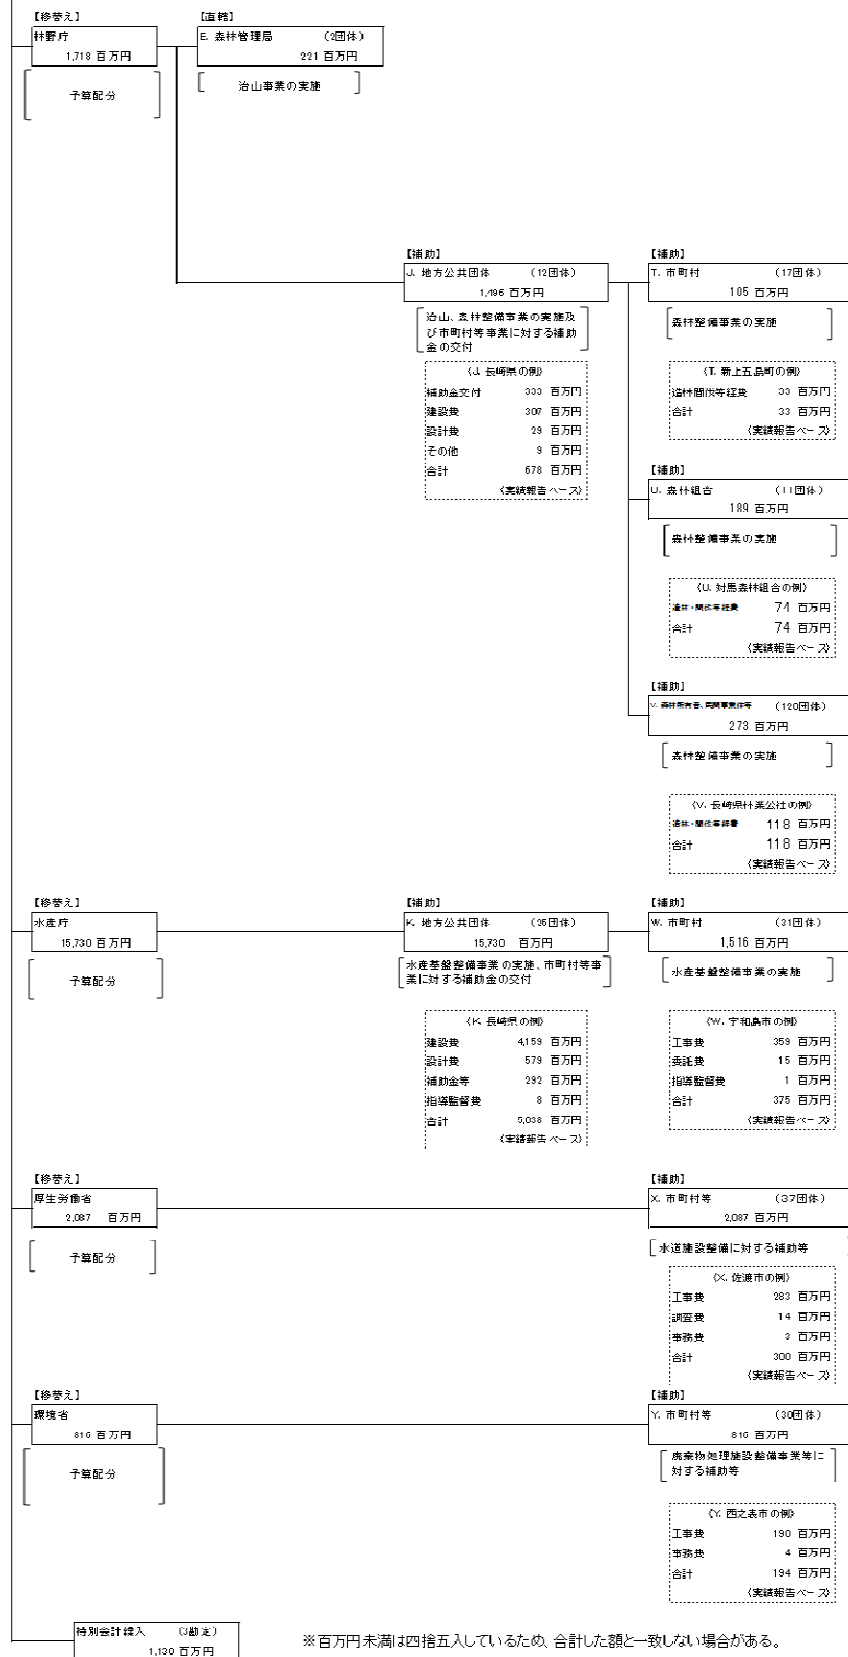 【移替え】
林野庁
1,718 百万円
予算配分
【直轄】
E. 森林管理局 (2団体)
221 百万円
治山事業の実施
【補助】
J. 地方公共団体 (12団体)
1,496 百万円
治山、森林整備事業の実施及
び市町村等事業に対する補助
金の交付
(J. 長崎県の例)
補助金交付 333 百万円
建設費 307 百万円
設計費 29 百万円
その他 9 百万円
合計 678 百万円
(実績報告ベース)
【補助】
T. 市町村 (17団体)
105 百万円
森林整備事業の実施
(T. 新上五島町の例)
造林間伐等経費 33 百万円
合計 33 百万円
(実績報告ベース)
【補助】
U. 森林組合 (11団体)
189 百万円
森林整備事業の実施
(U. 対馬森林組合の例)
造林・間伐等経費 74 百万円
合計 74 百万円
(実績報告ベース)
【補助】
V. 森林所有者、民間事業体等 (120団体)
273 百万円
森林整備事業の実施
(V. 長崎県林業公社の例)
造林・間伐等経費 118 百万円
合計 118 百万円
(実績報告ベース)
【移替え】
水産庁
15,730 百万円
予算配分
【補助】
K. 地方公共団体 (25団体)
15,730 百万円
水産基盤整備事業の実施、市町村等事
業に対する補助金の交付
(K. 長崎県の例)
建設費 4,159 百万円
設計費 579 百万円
補助金等 292 百万円
指導監督費 8 百万円
合計 5,038 百万円
(実績報告ベース)
【補助】
W. 市町村 (31団体)
1,516 百万円
水産基盤整備事業の実施
(W. 宇和島市の例)
工事費 359 百万円
委託費 15 百万円
指導監督費 1 百万円
合計 375 百万円
(実績報告ベース)
【移替え】
厚生労働省
2,087 百万円
予算配分
【補助】
X. 市町村等 (37団体)
2,087 百万円
水道施設整備に対する補助等
(X. 佐渡市の例)
工事費 283 百万円
調査費 14 百万円
事務費 3 百万円
合計 300 百万円
(実績報告ベース)
【移替え】
環境省
816 百万円
予算配分
【補助】
Y. 市町村等 (30団体)
816 百万円
廃棄物処理施設整備事業等に
対する補助等
(Y. 西之表市の例)
工事費 190 百万円
事務費 4 百万円
合計 194 百万円
(実績報告ベース)
特別会計繰入 (3勘定)
1,139 百万円
※百万円未満は四捨五入しているため、合計した額と一致しない場合がある。